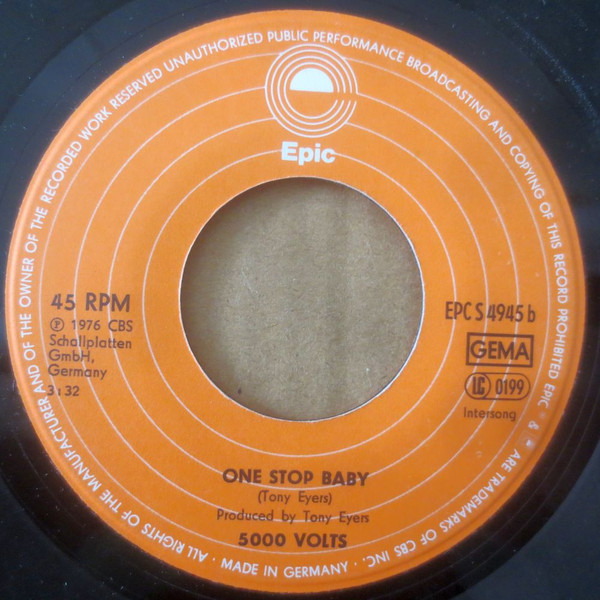 ALL RIGHTS OF THE MANUFACTURER AND OF THE OWNER OF THE RECORDED WORK RESERVED UNAUTHORIZED PUBLIC PERFORMANCE BROADCASTING AND COPYING OF THIS RECORD PROHIBITED EPIC & ARE TRADEMARKS OF CBS INC. · MADE IN GERMANY ·
Epic
45 RPM
℗ 1976 CBS
Schallplatten
GmbH,
Germany
3:32
EPC S 4945 b
GEMA
LC 0199
Intersong
ONE STOP BABY
(Tony Eyers)
Produced by Tony Eyers
5000 VOLTS